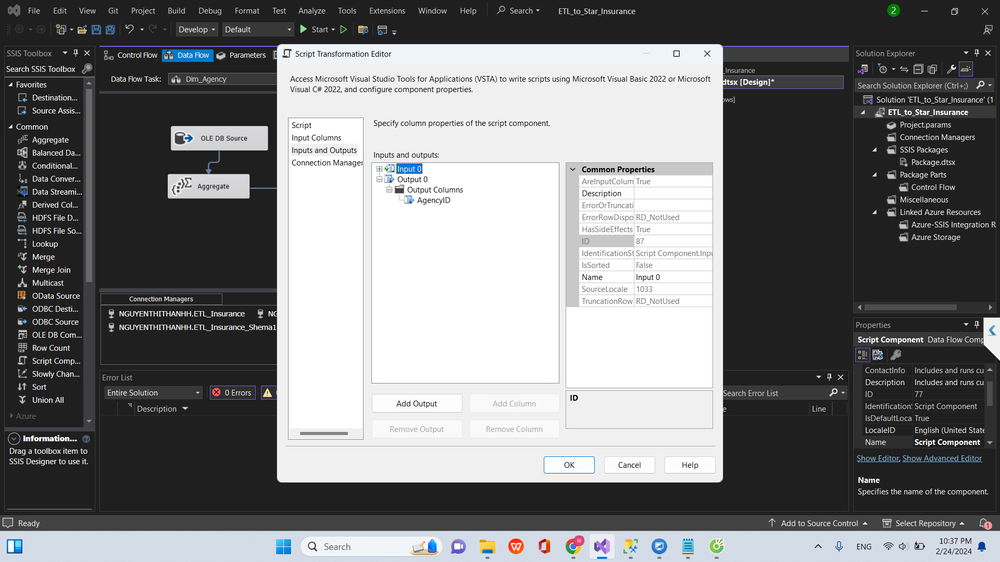 File Edit View Git Project Build Debug Format Test Analyze Tools Extensions Window Help Search ETL_to_Star_Insurance 2
Develop Default Start
SSIS Toolbox
Search SSIS Toolbox
Favorites
Destination...
Source Assis...
Common
Aggregate
Balanced Da...
Conditional...
Data Conver...
Data Streami...
Derived Col...
HDFS File D...
HDFS File So...
Lookup
Merge
Merge Join
Multicast
OData Source
ODBC Desti...
ODBC Source
OLE DB Com...
Row Count
Script Comp...
Slowly Chan...
Sort
Union All
Azure
Information...
Drag a toolbox item to
SSIS Designer to use it.
Control Flow Data Flow Parameters
Data Flow Task: Dim_Agency
OLE DB Source
Aggregate
Connection Managers
NGUYENTHITHANHH.ETL_Insurance
NGUYENTHITHANHH.ETL_Insurance_Shema1
Error List
Entire Solution 0 Errors
Description
Search Error List
Line
_Insurance
dtsx [Design]*
ows]
Script Transformation Editor
Access Microsoft Visual Studio Tools for Applications (VSTA) to write scripts using Microsoft Visual Basic 2022 or Microsoft
Visual C# 2022, and configure component properties.
Script
Input Columns
Inputs and Outputs
Connection Manager
Specify column properties of the script component.
Inputs and outputs:
Input 0
Output 0
Output Columns
AgencyID
Common Properties
AreInputColum True
Description
ErrorOrTruncati
ErrorRowDispo RD_NotUsed
HasSideEffects True
ID 87
IdentificationSt Script Component.Inpu
IsSorted False
Name Input 0
SourceLocale 1033
TruncationRow RD_NotUsed
ID
Add Output Add Column
Remove Output Remove Column
OK Cancel Help
Solution Explorer
Search Solution Explorer (Ctrl+;)
Solution 'ETL_to_Star_Insurance' (1
ETL_to_Star_Insurance
Project.params
Connection Managers
SSIS Packages
Package.dtsx
Package Parts
Control Flow
Miscellaneous
Linked Azure Resources
Azure-SSIS Integration R
Azure Storage
Properties
Script Component Data Flow Comp
ContactInfo Includes and runs cu
Description Includes and runs cu
ID 77
Identification Script Component
IsDefaultLoca True
LocaleID English (United State
Name Script Component
Show Editor, Show Advanced Editor
Name
Specifies the name of the component.
Ready Add to Source Control Select Repository 1
Search N ENG 10:37 PM
2/24/2024